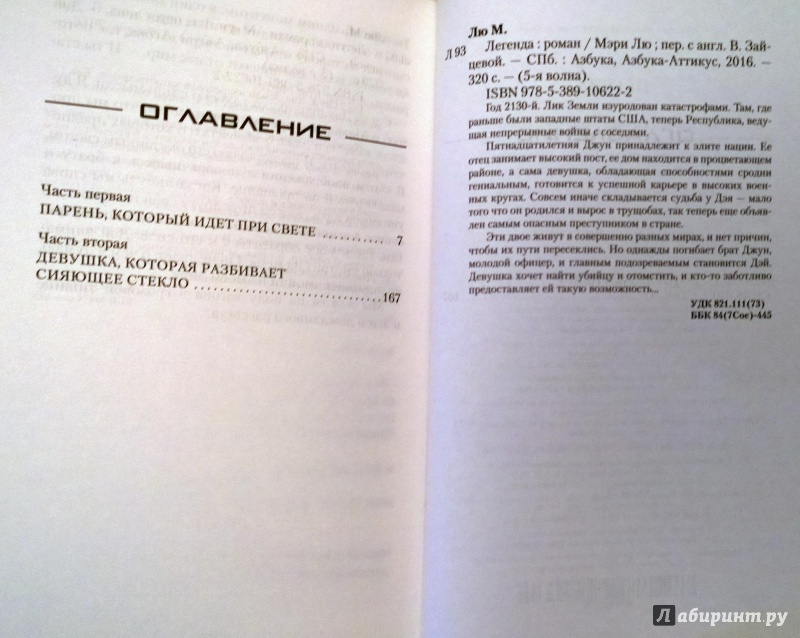 ОГЛАВЛЕНИЕ
Часть первая
ПАРЕНЬ, КОТОРЫЙ ИДЕТ ПРИ СВЕТЕ ........... 7
Часть вторая
ДЕВУШКА, КОТОРАЯ РАЗБИВАЕТ
СИЯЮЩЕЕ СТЕКЛО ................................ 167
Лю М.
Л 93 Легенда : роман / Мэри Лю ; пер. с англ. В. Зай-
цевой. — СПб. : Азбука, Азбука-Аттикус, 2016. —
320 с. — (5-я волна).
ISBN 978-5-389-10622-2
Год 2130-й. Лик Земли изуродован катастрофами. Там, где
раньше были западные штаты США, теперь Республика, веду-
щая непрерывные войны с соседями.
Пятнадцатилетняя Джун принадлежит к элите нации. Ее
отец занимает высокий пост, ее дом находится в процветающем
районе, а сама девушка, обладающая способностями сродни
гениальным, готовится к успешной карьере в высоких воен-
ных кругах. Совсем иначе складывается судьба у Дэя — мало
того что он родился и вырос в трущобах, так теперь еще объяв-
лен самым опасным преступником в стране.
Эти двое живут в совершенно разных мирах, и нет причин,
чтобы их пути пересеклись. Но однажды погибает брат Джун,
молодой офицер, и главным подозреваемым становится Дэй.
Девушка хочет найти убийцу и отомстить, и кто-то заботливо
предоставляет ей такую возможность...
УДК 821.111(73)
ББК 84(7Сое)-445
Лабиринт.ру